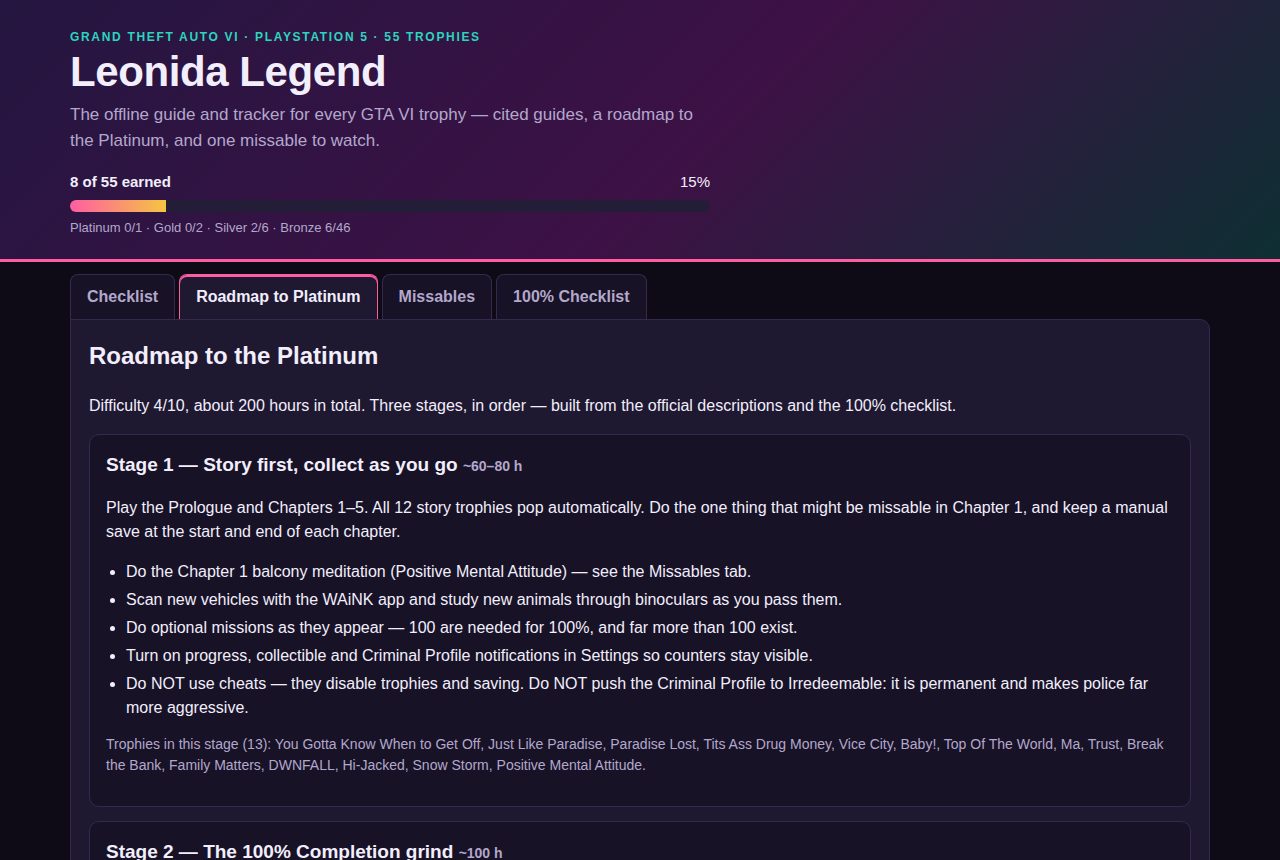 GRAND THEFT AUTO VI · PLAYSTATION 5 · 55 TROPHIES
Leonida Legend
The offline guide and tracker for every GTA VI trophy — cited guides, a roadmap to
the Platinum, and one missable to watch.
8 of 55 earned 15%
Platinum 0/1 · Gold 0/2 · Silver 2/6 · Bronze 6/46
Checklist Roadmap to Platinum Missables 100% Checklist
Roadmap to the Platinum
Difficulty 4/10, about 200 hours in total. Three stages, in order — built from the official descriptions and the 100% checklist.
Stage 1 — Story first, collect as you go ~60–80 h
Play the Prologue and Chapters 1–5. All 12 story trophies pop automatically. Do the one thing that might be missable in Chapter 1, and keep a manual
save at the start and end of each chapter.
• Do the Chapter 1 balcony meditation (Positive Mental Attitude) — see the Missables tab.
• Scan new vehicles with the WAiNK app and study new animals through binoculars as you pass them.
• Do optional missions as they appear — 100 are needed for 100%, and far more than 100 exist.
• Turn on progress, collectible and Criminal Profile notifications in Settings so counters stay visible.
• Do NOT use cheats — they disable trophies and saving. Do NOT push the Criminal Profile to Irredeemable: it is permanent and makes police far
more aggressive.
Trophies in this stage (13): You Gotta Know When to Get Off, Just Like Paradise, Paradise Lost, Tits Ass Drug Money, Vice City, Baby!, Top Of The World, Ma, Trust, Break
the Bank, Family Matters, DWNFALL, Hi-Jacked, Snow Storm, Positive Mental Attitude.
Stage 2 — The 100% Completion grind ~100 h